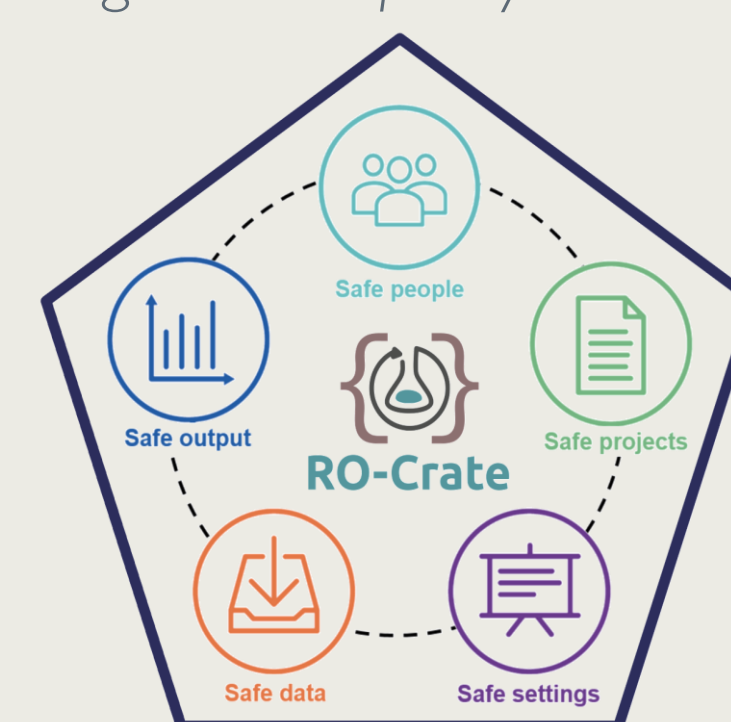 Safe people
Safe output
Safe projects
RO-Crate
Safe data
Safe settings